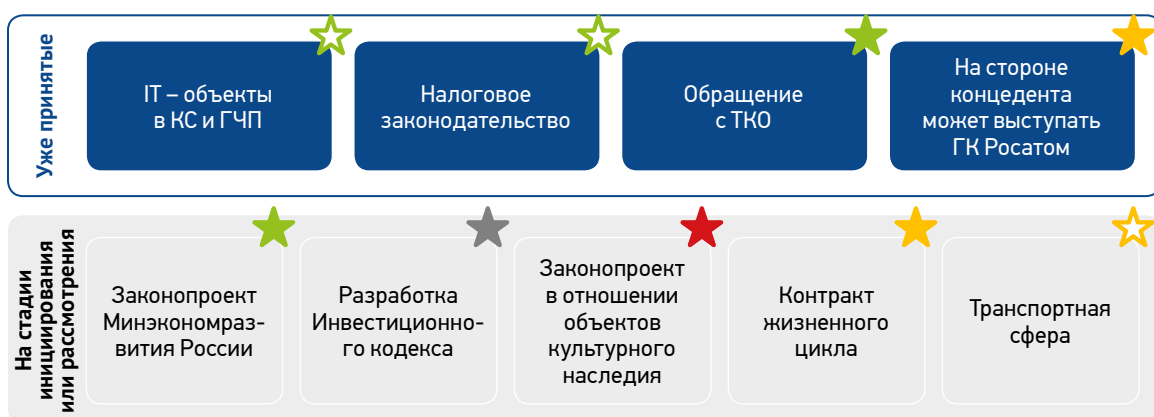 Уже принятые
IT – объекты
в КС и ГЧП
Налоговое
законодательство
Обращение
с ТКО
На стороне
концедента
может выступать
ГК Росатом
На стадии
инициирования
или рассмотрения
Законопроект
Минэкономраз-
вития России
Разработка
Инвестиционно-
го кодекса
Законопроект
в отношении
объектов
культурного
наследия
Контракт
жизненного
цикла
Транспортная
сфера